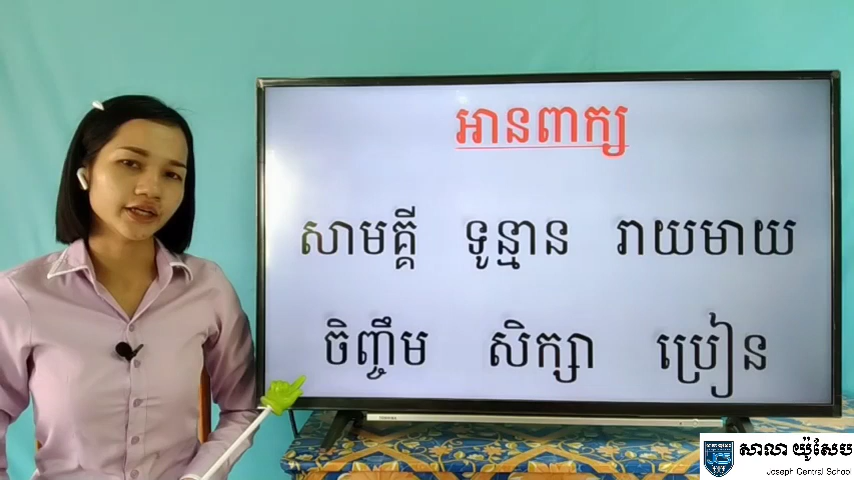 អានពាក្យ
សាមគ្គី ទូន្មាន រាយមាយ
ចិញ្ចឹម សិក្សា ប្រៀន
សាលា យ៉ូសែប
Joseph Central School